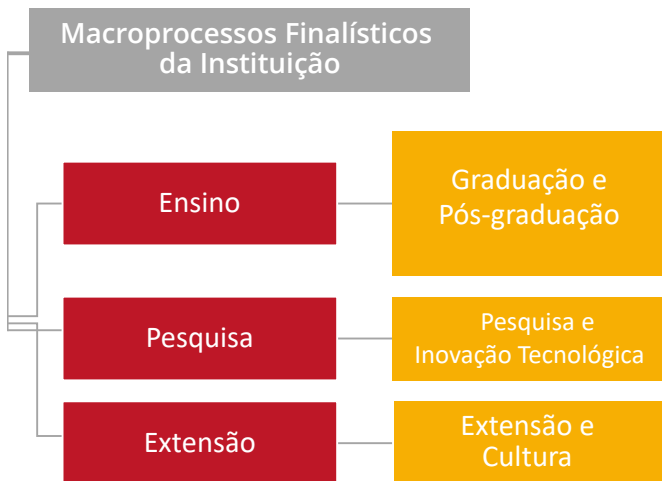 Macroprocessos Finalísticos
da Instituição
Ensino
Graduação e
Pós-graduação
Pesquisa
Pesquisa e
Inovação Tecnológica
Extensão
Extensão e
Cultura